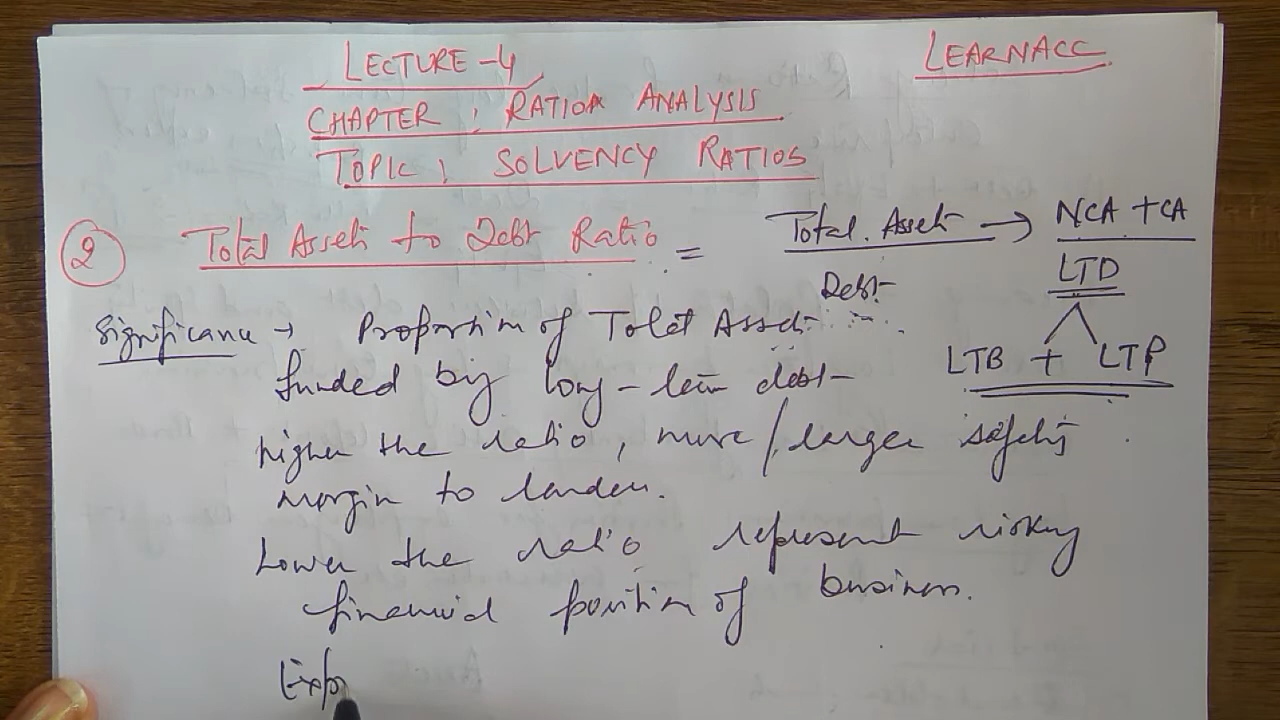 LECTURE-4
LEARNACC
CHAPTER : RATIO ANALYSIS
TOPIC : SOLVENCY RATIOS
2 Total Assets to Debt Ratio = Total Assets → NCA + CA
Debt LTD
LTB + LTP
Significance → Proportion of Total Assets
funded by long-term debt
higher the ratio, more/larger safety
margin to lenders.
Lower the ratio represent risky
financial position of business.
Exp